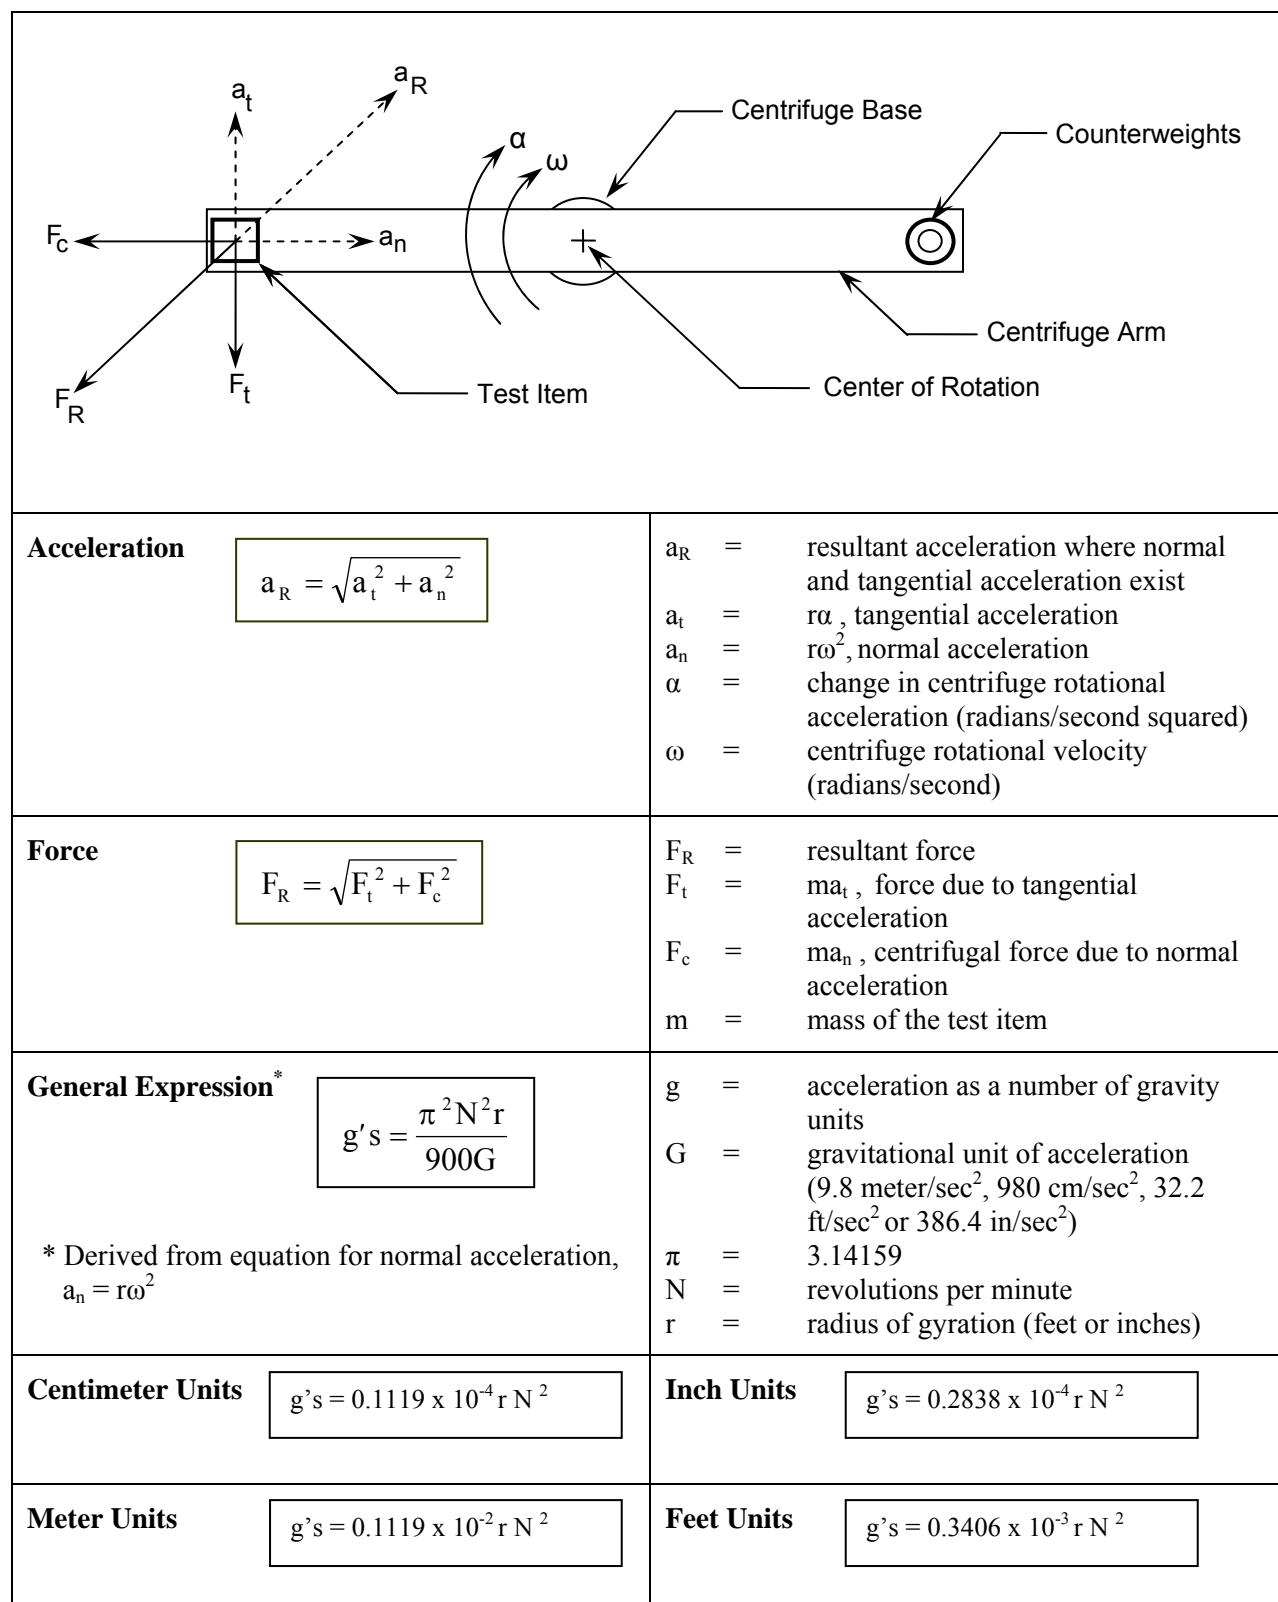 a_t
a_R
Centrifuge Base
Counterweights
α
ω
F_c
a_n
Centrifuge Arm
F_R
F_t
Test Item
Center of Rotation
Acceleration
a_R = √(a_t² + a_n²)
a_R = resultant acceleration where normal
and tangential acceleration exist
a_t = rα , tangential acceleration
a_n = rω², normal acceleration
α = change in centrifuge rotational
acceleration (radians/second squared)
ω = centrifuge rotational velocity
(radians/second)
Force
F_R = √(F_t² + F_c²)
F_R = resultant force
F_t = ma_t , force due to tangential
acceleration
F_c = ma_n , centrifugal force due to normal
acceleration
m = mass of the test item
General Expression*
g's = π²N²r / 900G
* Derived from equation for normal acceleration,
a_n = rω²
g = acceleration as a number of gravity
units
G = gravitational unit of acceleration
(9.8 meter/sec², 980 cm/sec², 32.2
ft/sec² or 386.4 in/sec²)
π = 3.14159
N = revolutions per minute
r = radius of gyration (feet or inches)
Centimeter Units
g's = 0.1119 x 10⁻⁴ r N ²
Inch Units
g's = 0.2838 x 10⁻⁴ r N ²
Meter Units
g's = 0.1119 x 10⁻² r N ²
Feet Units
g's = 0.3406 x 10⁻³ r N ²